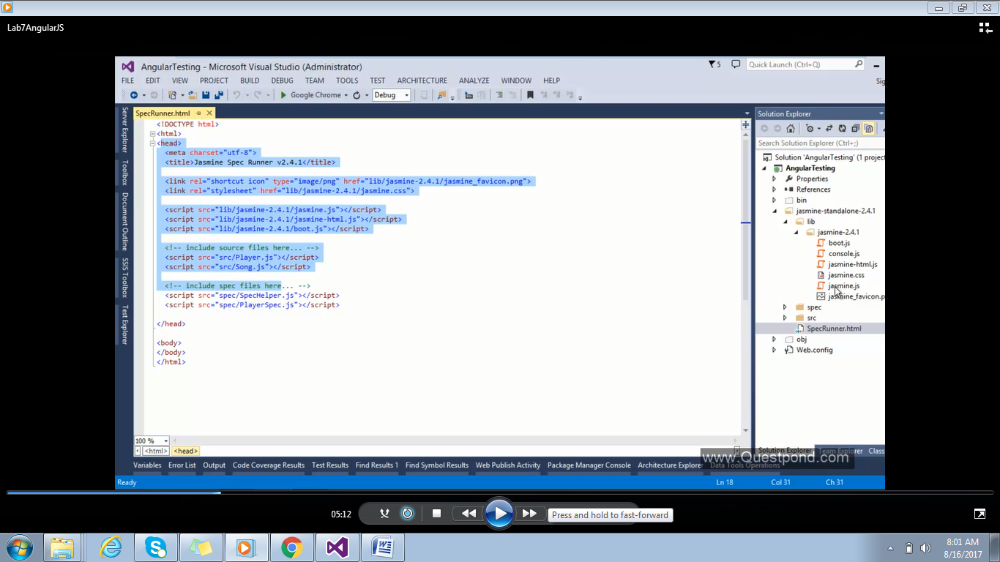 Lab7AngularJS
AngularTesting - Microsoft Visual Studio (Administrator)
5
Quick Launch (Ctrl+Q)
FILE EDIT VIEW PROJECT BUILD DEBUG TEAM TOOLS TEST ARCHITECTURE ANALYZE WINDOW HELP
Google Chrome
Debug
Server Explorer
Toolbox
Document Outline
SSIS Toolbox
Test Explorer
SpecRunner.html
<!DOCTYPE html>
<html>
<head>
<meta charset="utf-8">
<title>Jasmine Spec Runner v2.4.1</title>
<link rel="shortcut icon" type="image/png" href="lib/jasmine-2.4.1/jasmine_favicon.png">
<link rel="stylesheet" href="lib/jasmine-2.4.1/jasmine.css">
<script src="lib/jasmine-2.4.1/jasmine.js"></script>
<script src="lib/jasmine-2.4.1/jasmine-html.js"></script>
<script src="lib/jasmine-2.4.1/boot.js"></script>
<!-- include source files here... -->
<script src="src/Player.js"></script>
<script src="src/Song.js"></script>
<!-- include spec files here... -->
<script src="spec/SpecHelper.js"></script>
<script src="spec/PlayerSpec.js"></script>
</head>
<body>
</body>
</html>
100 %
<html> <head>
Solution Explorer
Search Solution Explorer (Ctrl+;)
Solution 'AngularTesting' (1 project
AngularTesting
Properties
References
bin
jasmine-standalone-2.4.1
lib
jasmine-2.4.1
boot.js
console.js
jasmine-html.js
jasmine.css
jasmine.js
jasmine_favicon.p
spec
src
SpecRunner.html
obj
Web.config
Solution Explorer Team Explorer Class
www.Questpond.com
Variables Error List Output Code Coverage Results Test Results Find Results 1 Find Symbol Results Web Publish Activity Package Manager Console Architecture Explorer Data Tools Operations
Ready
Ln 18 Col 31 Ch 31
05:12
Press and hold to fast-forward
8:01 AM
8/16/2017